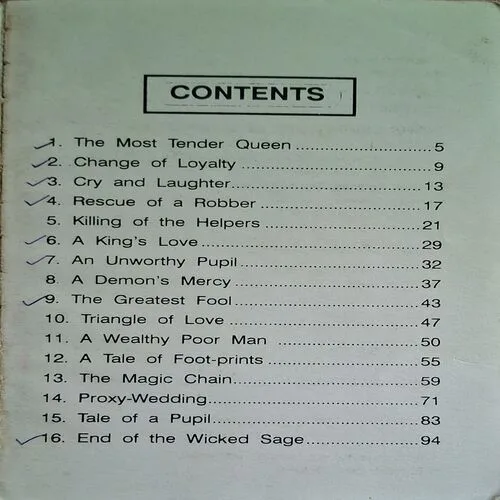 CONTENTS
1. The Most Tender Queen ................................ 5
2. Change of Loyalty .............................................. 9
3. Cry and Laughter............................................ 13
4. Rescue of a Robber ..................................... 17
5. Killing of the Helpers ................................... 21
6. A King's Love ................................................. 29
7. An Unworthy Pupil ......................................... 32
8. A Demon's Mercy ........................................... 37
9. The Greatest Fool .......................................... 43
10. Triangle of Love ............................................ 47
11. A Wealthy Poor Man ................................... 50
12. A Tale of Foot-prints .................................... 55
13. The Magic Chain........................................... 59
14. Proxy-Wedding ............................................... 71
15. Tale of a Pupil................................................ 83
16. End of the Wicked Sage........................... 94